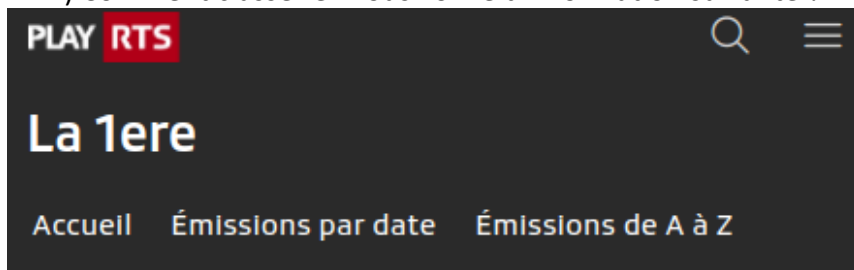 PLAY RTS
La 1ere
Accueil Émissions par date Émissions de A à Z